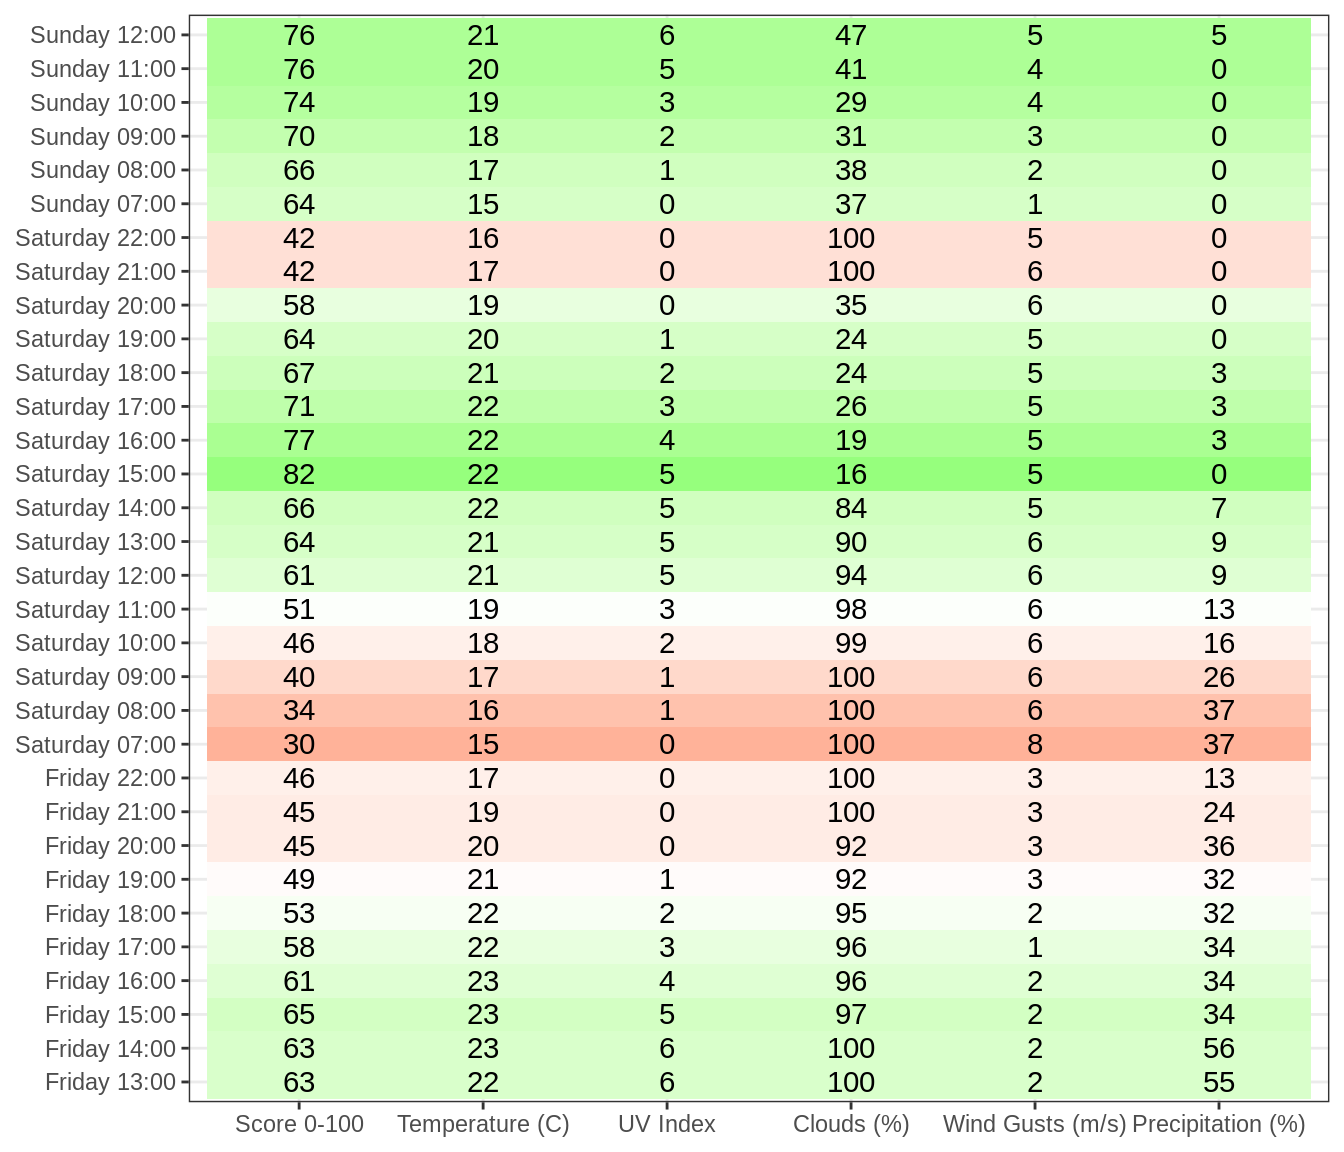 Sunday 12:00 76 21 6 47 5 5
Sunday 11:00 76 20 5 41 4 0
Sunday 10:00 74 19 3 29 4 0
Sunday 09:00 70 18 2 31 3 0
Sunday 08:00 66 17 1 38 2 0
Sunday 07:00 64 15 0 37 1 0
Saturday 22:00 42 16 0 100 5 0
Saturday 21:00 42 17 0 100 6 0
Saturday 20:00 58 19 0 35 6 0
Saturday 19:00 64 20 1 24 5 0
Saturday 18:00 67 21 2 24 5 3
Saturday 17:00 71 22 3 26 5 3
Saturday 16:00 77 22 4 19 5 3
Saturday 15:00 82 22 5 16 5 0
Saturday 14:00 66 22 5 84 5 7
Saturday 13:00 64 21 5 90 6 9
Saturday 12:00 61 21 5 94 6 9
Saturday 11:00 51 19 3 98 6 13
Saturday 10:00 46 18 2 99 6 16
Saturday 09:00 40 17 1 100 6 26
Saturday 08:00 34 16 1 100 6 37
Saturday 07:00 30 15 0 100 8 37
Friday 22:00 46 17 0 100 3 13
Friday 21:00 45 19 0 100 3 24
Friday 20:00 45 20 0 92 3 36
Friday 19:00 49 21 1 92 3 32
Friday 18:00 53 22 2 95 2 32
Friday 17:00 58 22 3 96 1 34
Friday 16:00 61 23 4 96 2 34
Friday 15:00 65 23 5 97 2 34
Friday 14:00 63 23 6 100 2 56
Friday 13:00 63 22 6 100 2 55
Score 0-100 Temperature (C) UV Index Clouds (%) Wind Gusts (m/s) Precipitation (%)